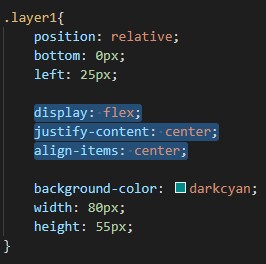 .layer1{
    position: relative;
    bottom: 0px;
    left: 25px;

    display: flex;
    justify-content: center;
    align-items: center;

    background-color: darkcyan;
    width: 80px;
    height: 55px;
}